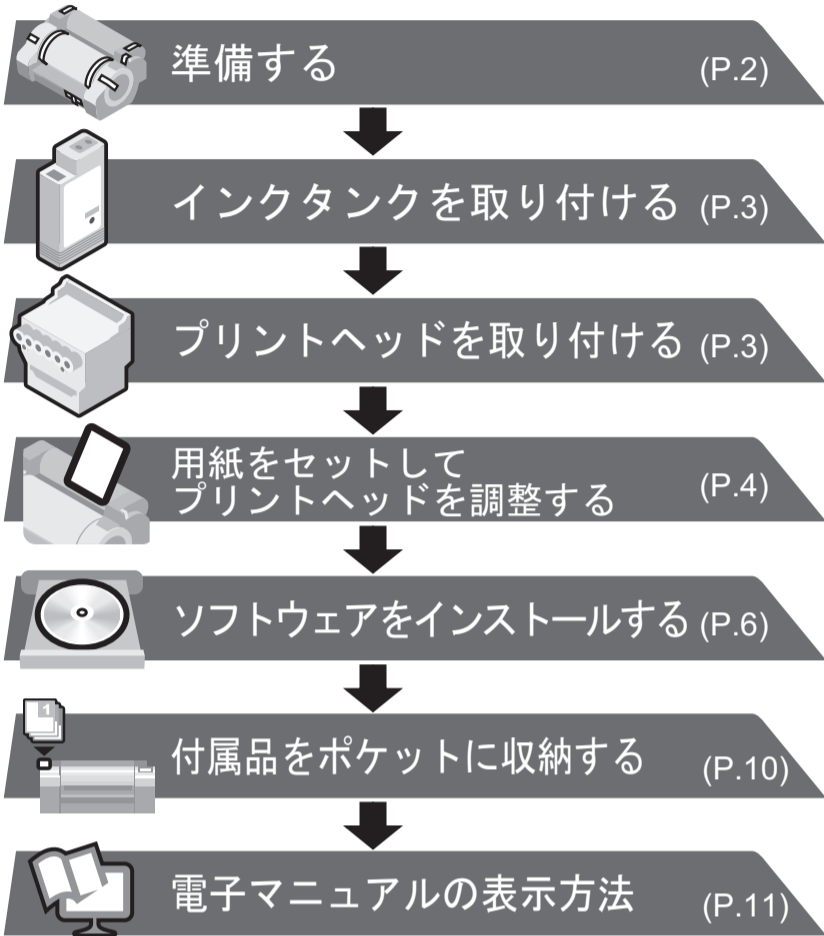 準備する (P.2)
インクタンクを取り付ける (P.3)
プリントヘッドを取り付ける (P.3)
用紙をセットして
プリントヘッドを調整する (P.4)
ソフトウェアをインストールする (P.6)
1
付属品をポケットに収納する (P.10)
電子マニュアルの表示方法 (P.11)